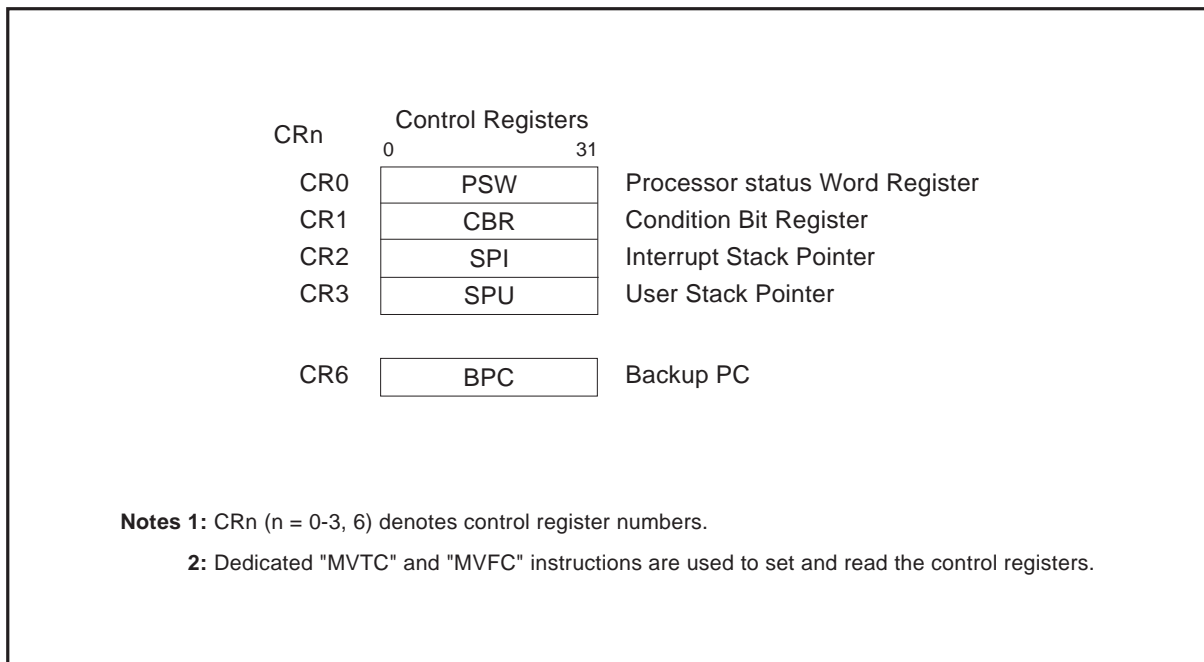 CRn Control Registers
0 31
CR0 PSW Processor status Word Register
CR1 CBR Condition Bit Register
CR2 SPI Interrupt Stack Pointer
CR3 SPU User Stack Pointer
CR6 BPC Backup PC
Notes 1: CRn (n = 0-3, 6) denotes control register numbers.
2: Dedicated "MVTC" and "MVFC" instructions are used to set and read the control registers.